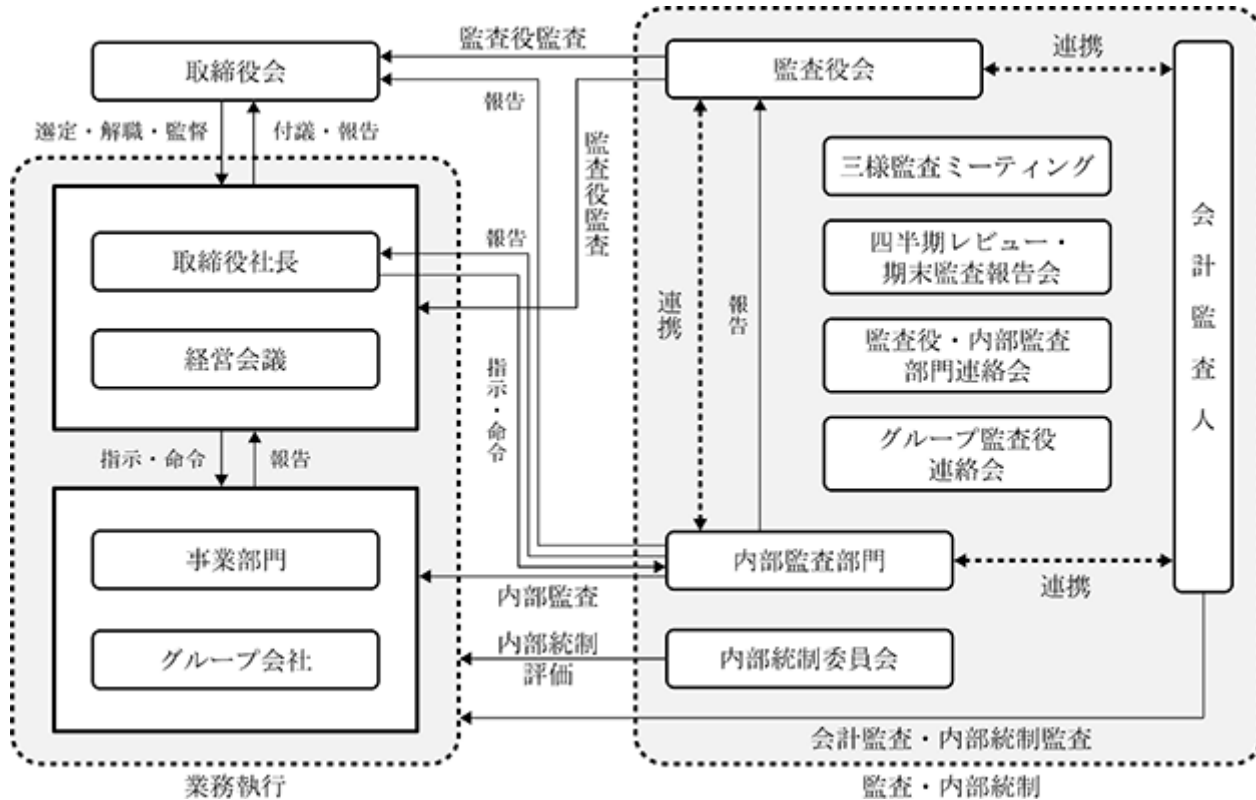 監査役監査
連携
取締役会
監査役会
報告
選定・解職・監督
付議・報告
監査役監査
三様監査ミーティング
会計監査人
報告
取締役社長
四半期レビュー・
期末監査報告会
連携
報告
経営会議
監査役・内部監査
部門連絡会
指示・命令
指示・命令
報告
グループ監査役
連絡会
事業部門
内部監査部門
内部監査
連携
内部統制
評価
グループ会社
内部統制委員会
会計監査・内部統制監査
業務執行
監査・内部統制